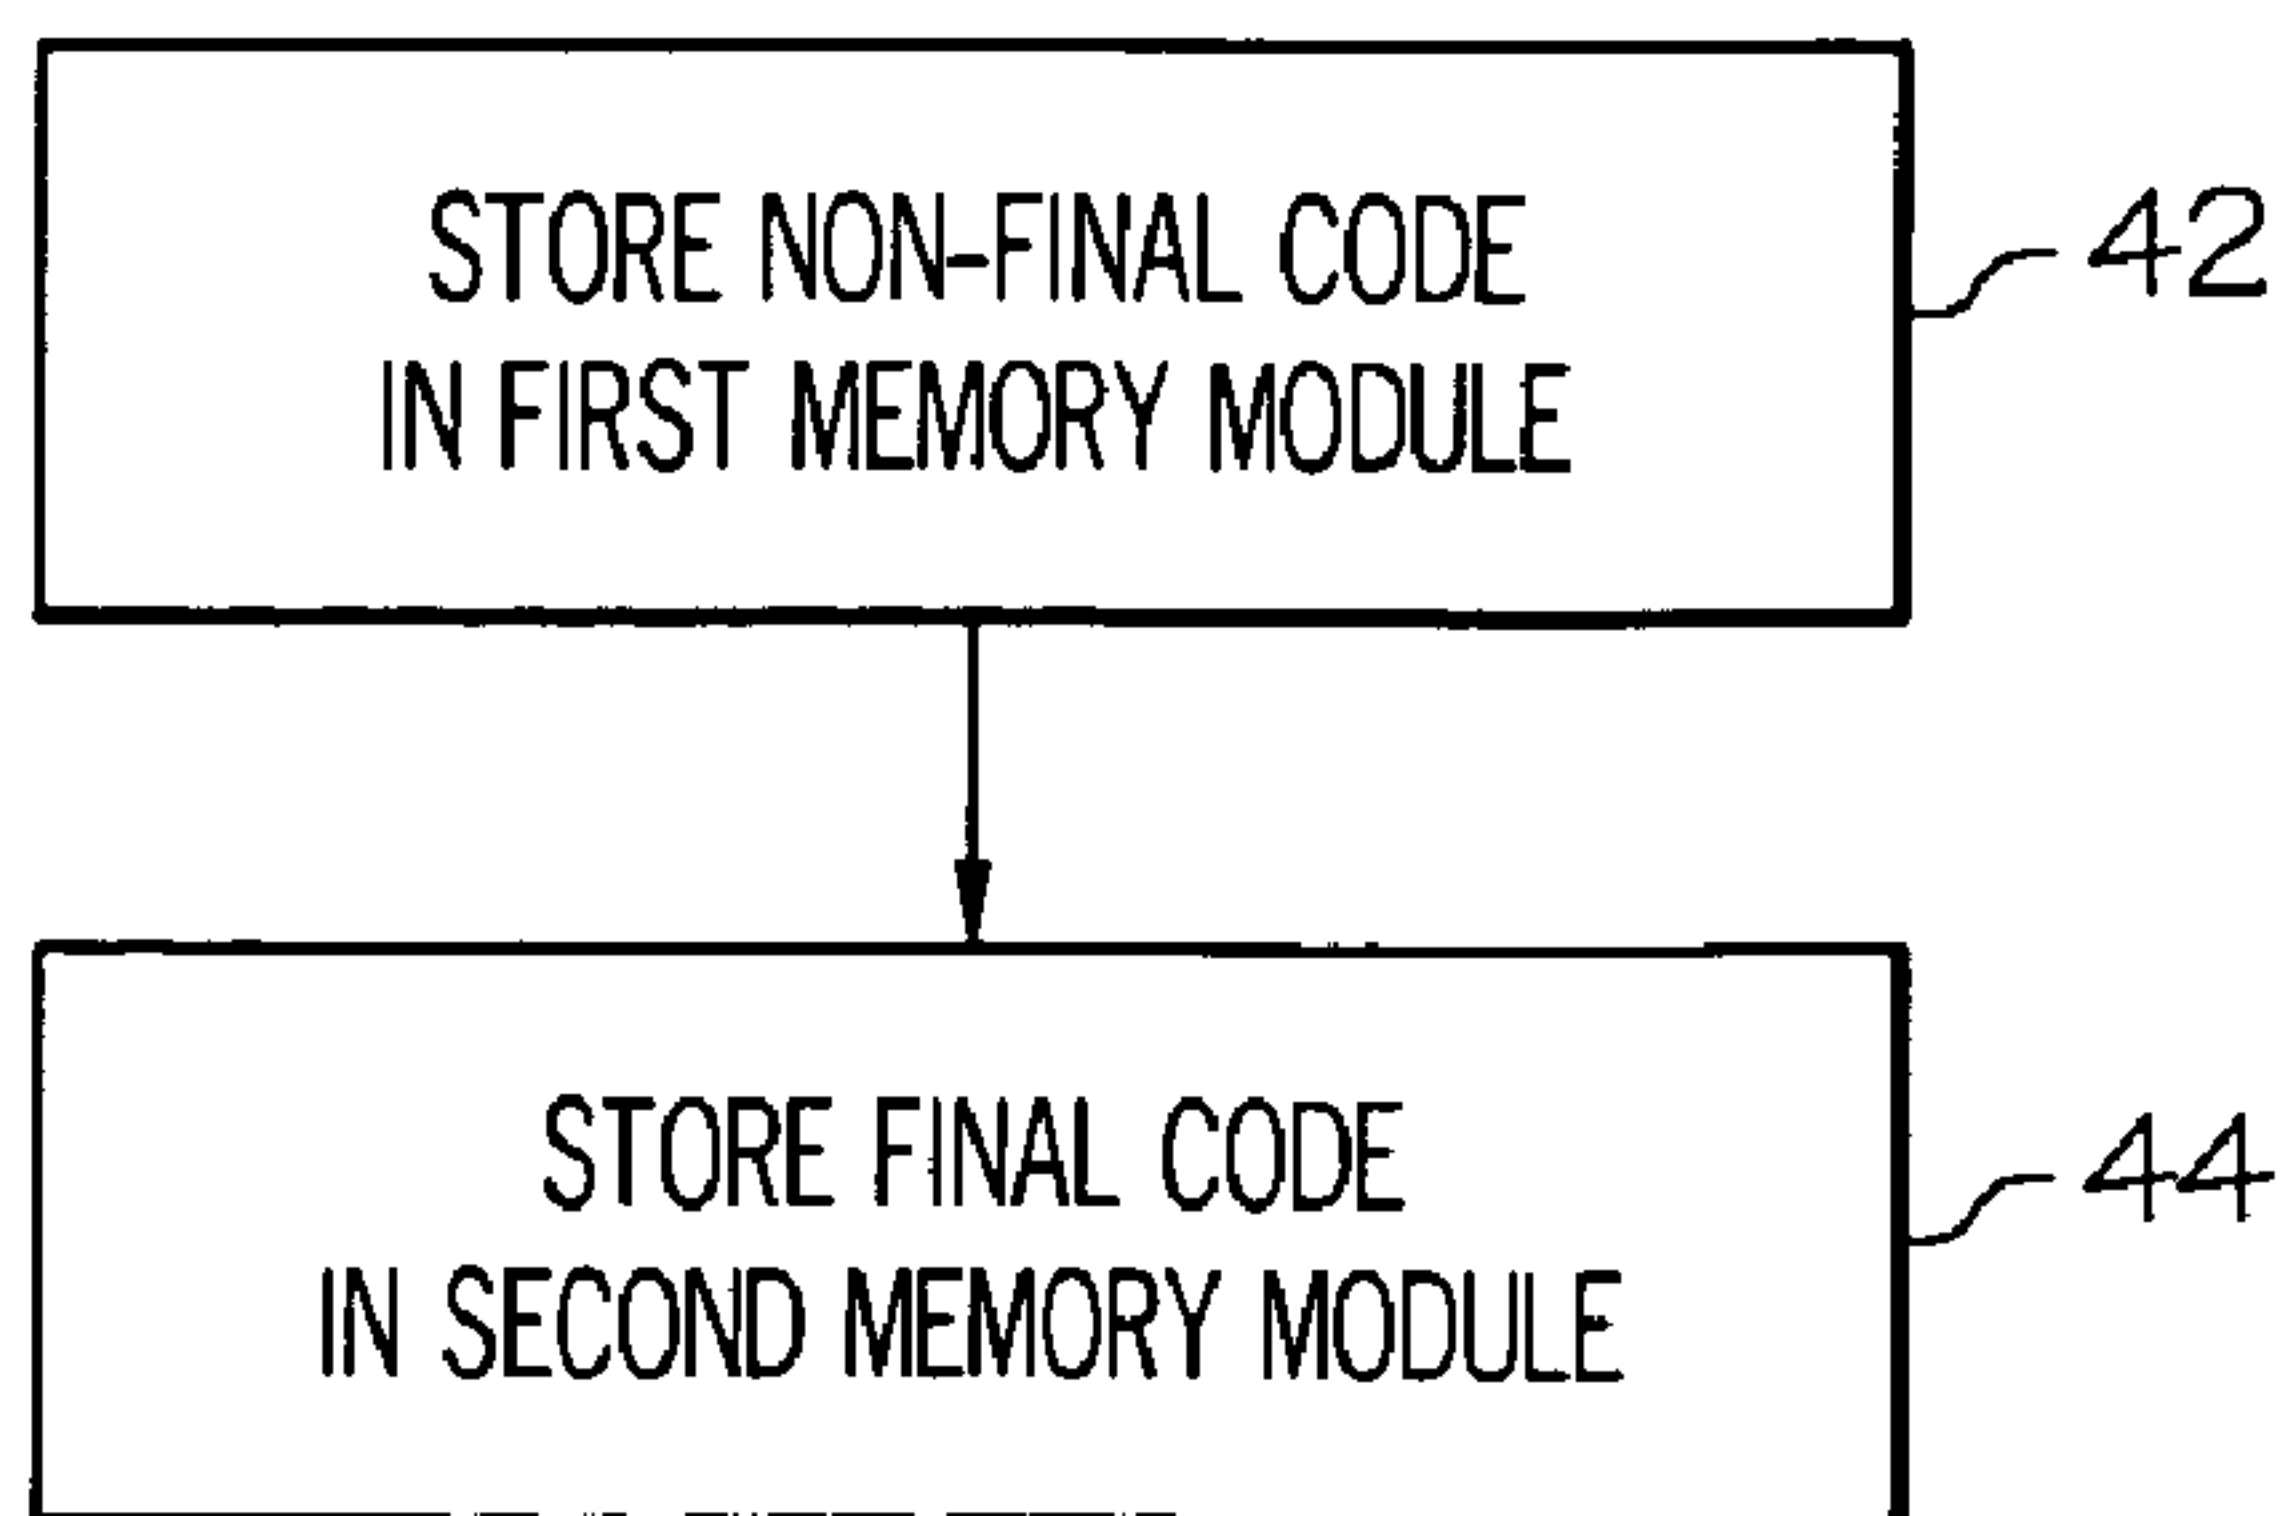 STORE NON-FINAL CODE
IN FIRST MEMORY MODULE
42
STORE FINAL CODE
IN SECOND MEMORY MODULE
44